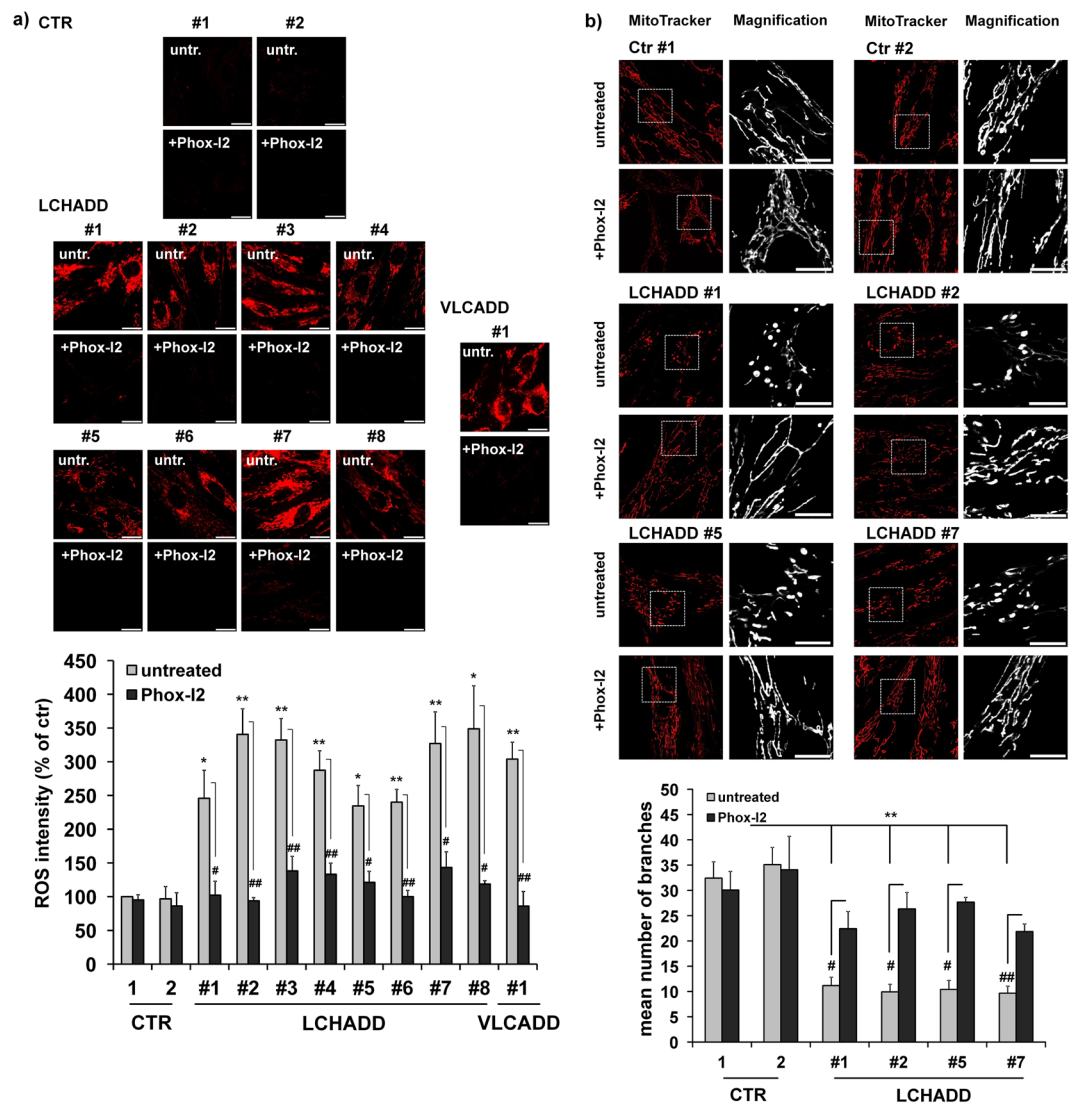 a)
CTR
#1 #2
untr. untr.
+Phox-I2 +Phox-I2
LCHADD
#1 #2 #3 #4
untr. untr. untr. untr.
+Phox-I2 +Phox-I2 +Phox-I2 +Phox-I2
VLCADD
#1
untr.
+Phox-I2
#5 #6 #7 #8
untr. untr. untr. untr.
+Phox-I2 +Phox-I2 +Phox-I2 +Phox-I2
ROS intensity (% of ctr)
450
400
350
300
250
200
150
100
50
0
untreated
Phox-I2
* ** ** ** * ** * * **
# ## ## ## # ## # # ##
1 2 #1 #2 #3 #4 #5 #6 #7 #8 #1
CTR LCHADD VLCADD
b)
MitoTracker Magnification MitoTracker Magnification
Ctr #1 Ctr #2
untreated
+Phox-I2
LCHADD #1 LCHADD #2
untreated
+Phox-I2
LCHADD #5 LCHADD #7
untreated
+Phox-I2
mean number of branches
50
45
40
35
30
25
20
15
10
5
0
untreated
Phox-I2
**
# # # ##
1 2 #1 #2 #5 #7
CTR LCHADD